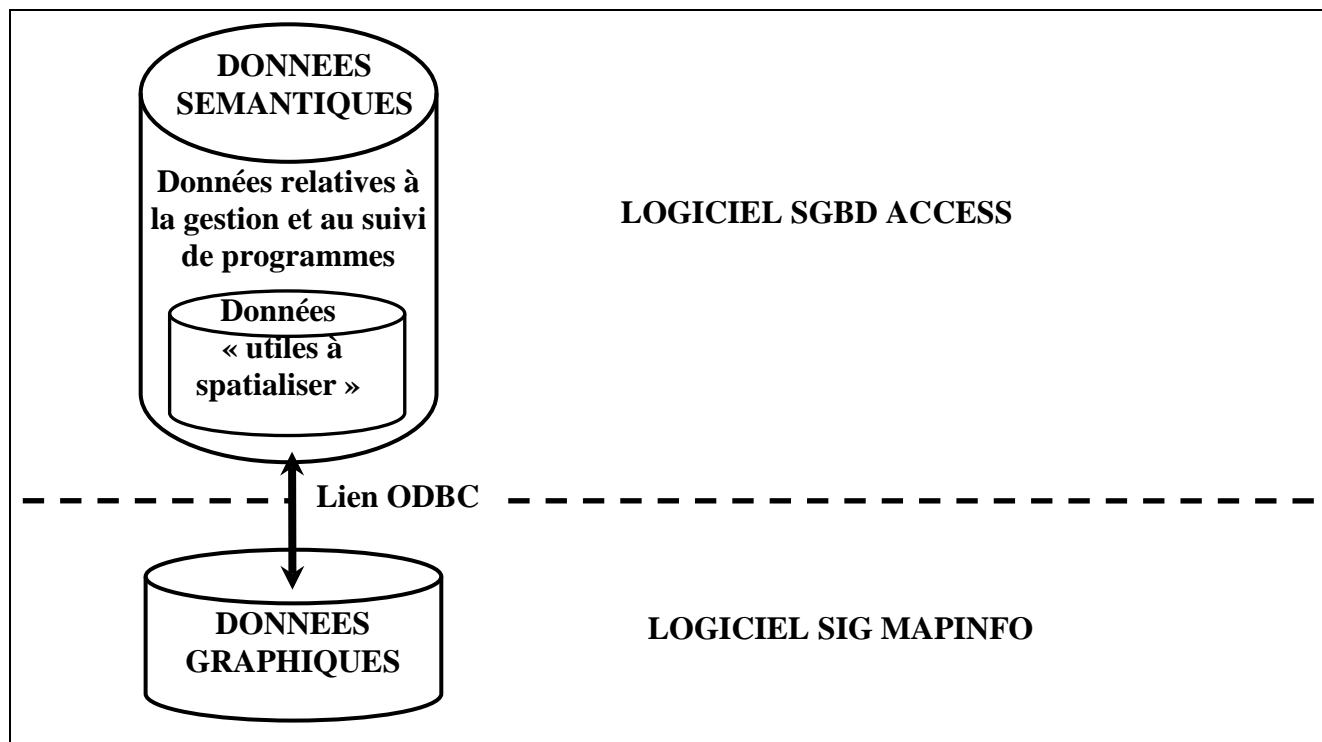 DONNEES
SEMANTIQUES
Données relatives à
la gestion et au suivi
de programmes
LOGICIEL SGBD ACCESS
Données
« utiles à
spatialiser »
Lien ODBC
DONNEES
GRAPHIQUES
LOGICIEL SIG MAPINFO